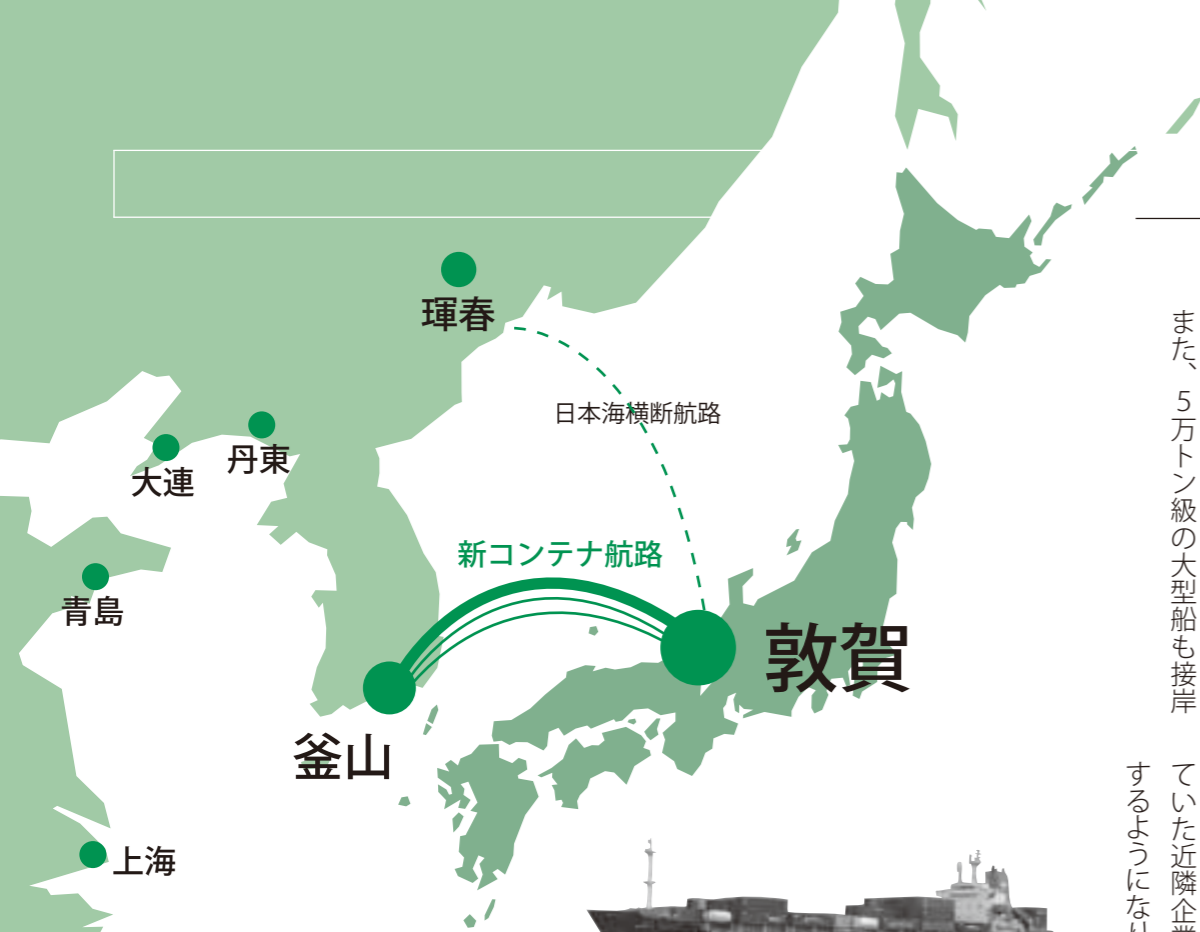 琿春
日本海横断航路
丹東
大連
新コンテナ航路
青島
敦賀
釜山
上海
また、５万トン級の大型船も接岸
ていた近隣企業
するようになり